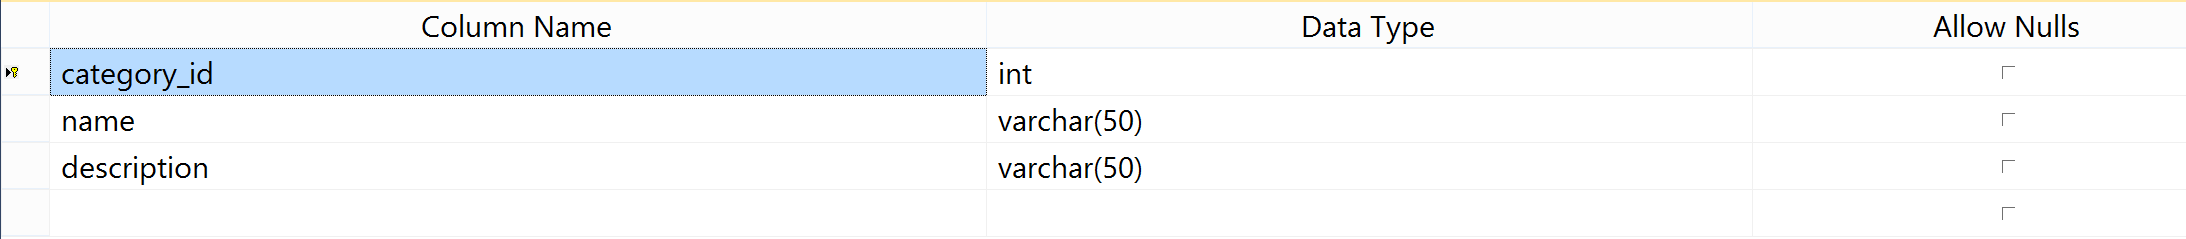 Column Name Data Type Allow Nulls
category_id int
name varchar(50)
description varchar(50)